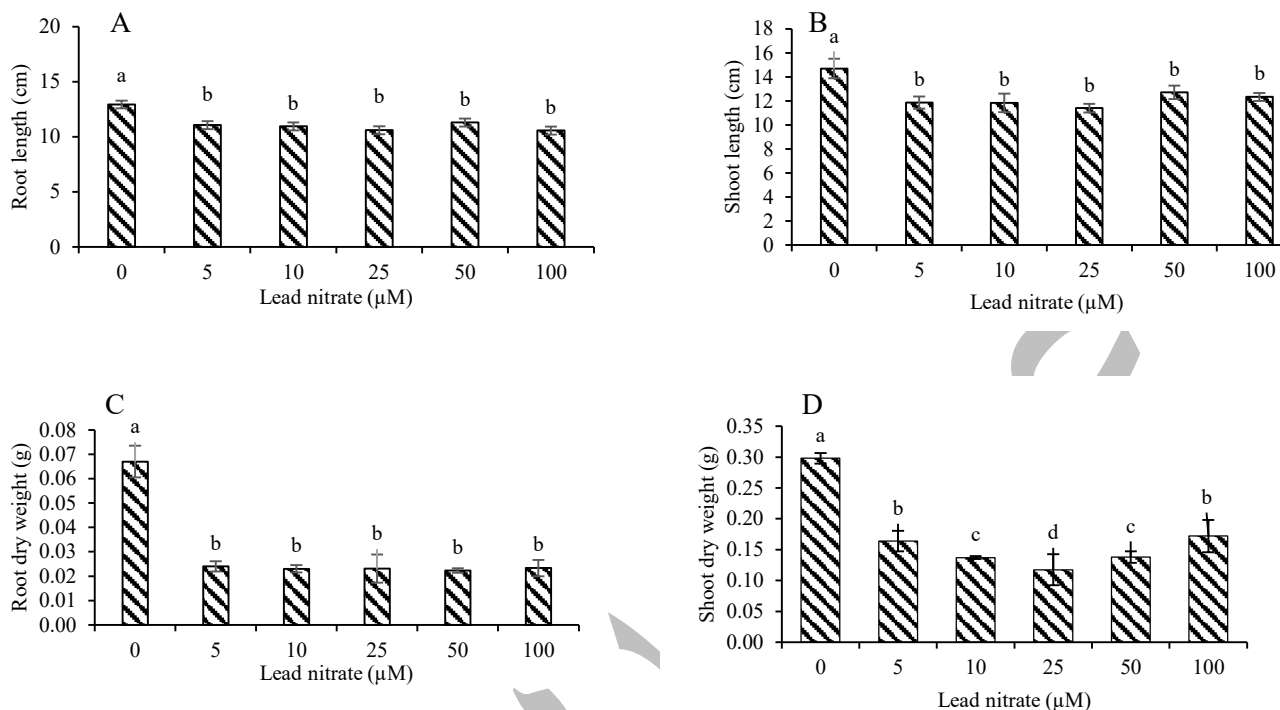 A
Root length (cm)
20
15
10
5
0
a
b
b
b
b
b
0 5 10 25 50 100
Lead nitrate (µM)
B
Shoot length (cm)
18
16
14
12
10
8
6
4
2
0
a
b
b
b
b
b
0 5 10 25 50 100
Lead nitrate (µM)
C
Root dry weight (g)
0.08
0.07
0.06
0.05
0.04
0.03
0.02
0.01
0.00
a
b
b
b
b
b
0 5 10 25 50 100
Lead nitrate (µM)
D
Shoot dry weight (g)
0.35
0.30
0.25
0.20
0.15
0.10
0.05
0.00
a
b
c
d
c
b
0 5 10 25 50 100
Lead nitrate (µM)